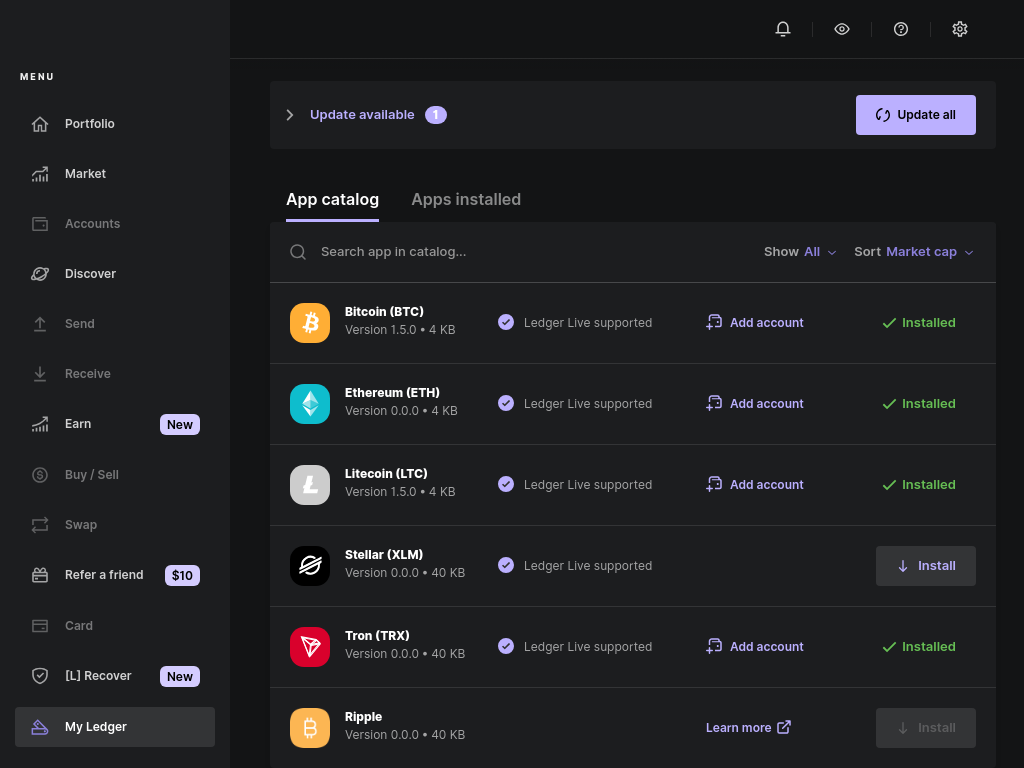 MENU
Portfolio
Market
Accounts
Discover
Send
Receive
Earn New
Buy / Sell
Swap
Refer a friend $10
Card
[L] Recover New
My Ledger
Update available 1
Update all
App catalog Apps installed
Search app in catalog... Show All Sort Market cap
Bitcoin (BTC)
Version 1.5.0 • 4 KB
Ledger Live supported
Add account
Installed
Ethereum (ETH)
Version 0.0.0 • 4 KB
Ledger Live supported
Add account
Installed
Litecoin (LTC)
Version 1.5.0 • 4 KB
Ledger Live supported
Add account
Installed
Stellar (XLM)
Version 0.0.0 • 40 KB
Ledger Live supported
Install
Tron (TRX)
Version 0.0.0 • 40 KB
Ledger Live supported
Add account
Installed
Ripple
Version 0.0.0 • 40 KB
Learn more
Install